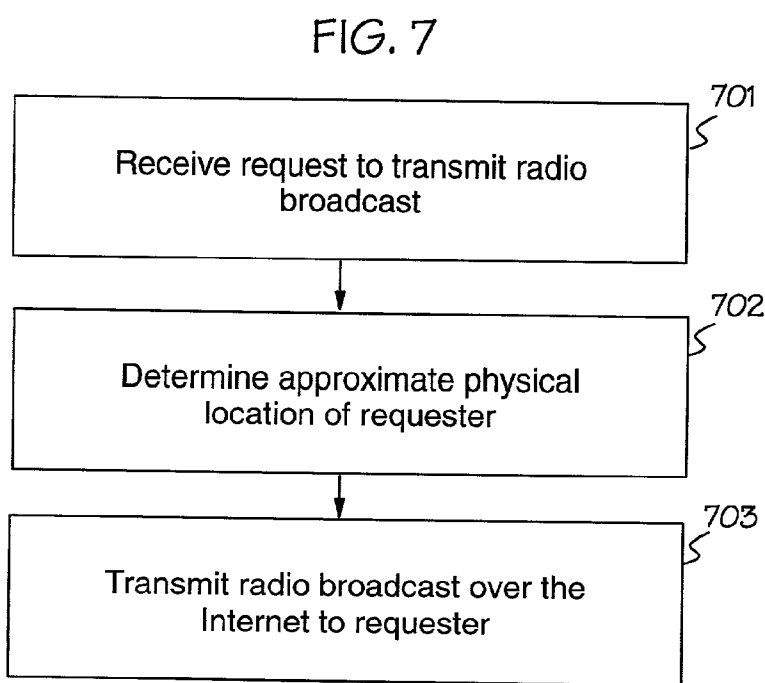 FIG. 7
701
Receive request to transmit radio
broadcast
702
Determine approximate physical
location of requester
703
Transmit radio broadcast over the
Internet to requester